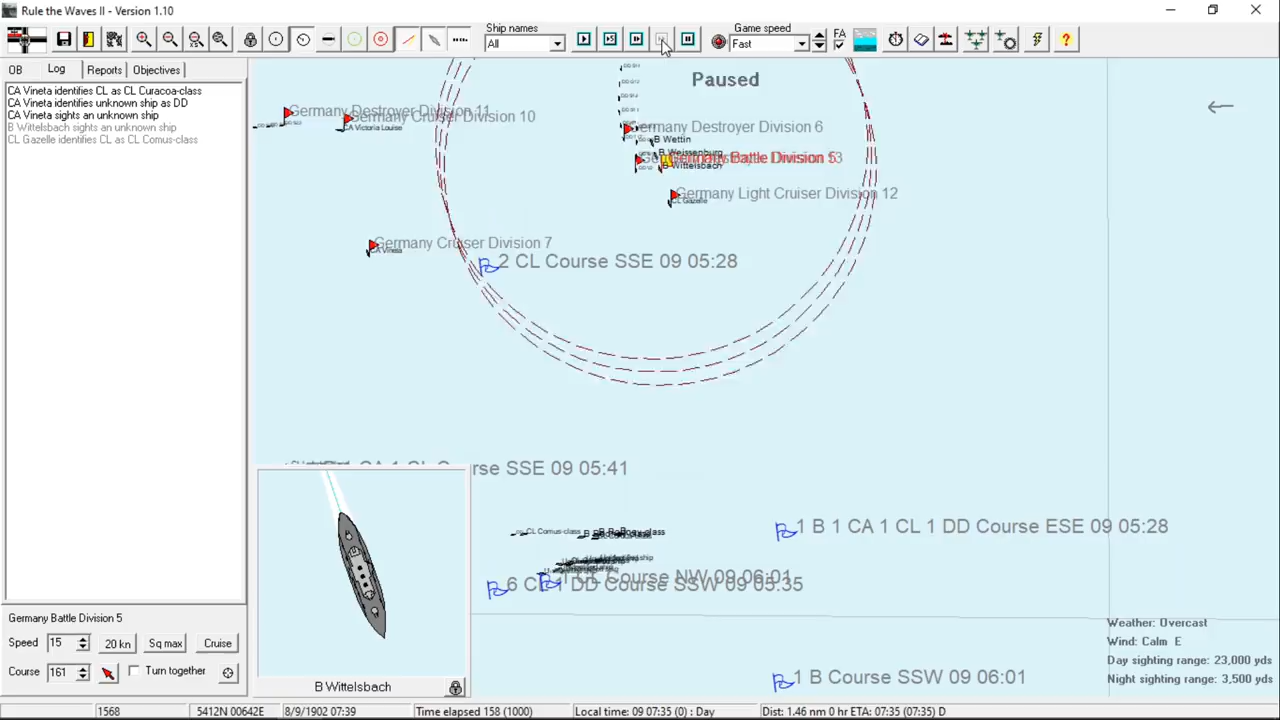 Rule the Waves II - Version 1.10
Ship names
All
Game speed
Fast
FA
OB
Log
Reports
Objectives
CA Vineta identifies CL as CL Curacoa-class
CA Vineta identifies unknown ship as DD
CA Vineta sights an unknown ship
B Wittelsbach sights an unknown ship
CL Gazelle identifies CL as CL Comus-class
Paused
Germany Destroyer Division 11
Germany Cruiser Division 10
CA Victoria Louise
Germany Destroyer Division 6
B Wettin
B Weissenburg
Germany Battle Division 5
B Wittelsbach
Germany Light Cruiser Division 12
CL Gazelle
Germany Cruiser Division 7
CA Vineta
2 CL Course SSE 09 05:28
1 CA 1 CL Course SSE 09 05:41
CL Comus-class
1 B 1 CA 1 CL 1 DD Course ESE 09 05:28
1 CL Course NW 09 06:01
6 CL 1 DD Course SSW 09 05:35
1 B Course SSW 09 06:01
Weather: Overcast
Wind: Calm E
Day sighting range: 23,000 yds
Night sighting range: 3,500 yds
B Wittelsbach
Germany Battle Division 5
Speed
15
20 kn
Sq max
Cruise
Course
161
Turn together
1568
5412N 00642E
8/9/1902 07:39
Time elapsed 158 (1000)
Local time: 09 07:35 (0) : Day
Dist: 1.46 nm 0 hr ETA: 07:35 (07:35) D